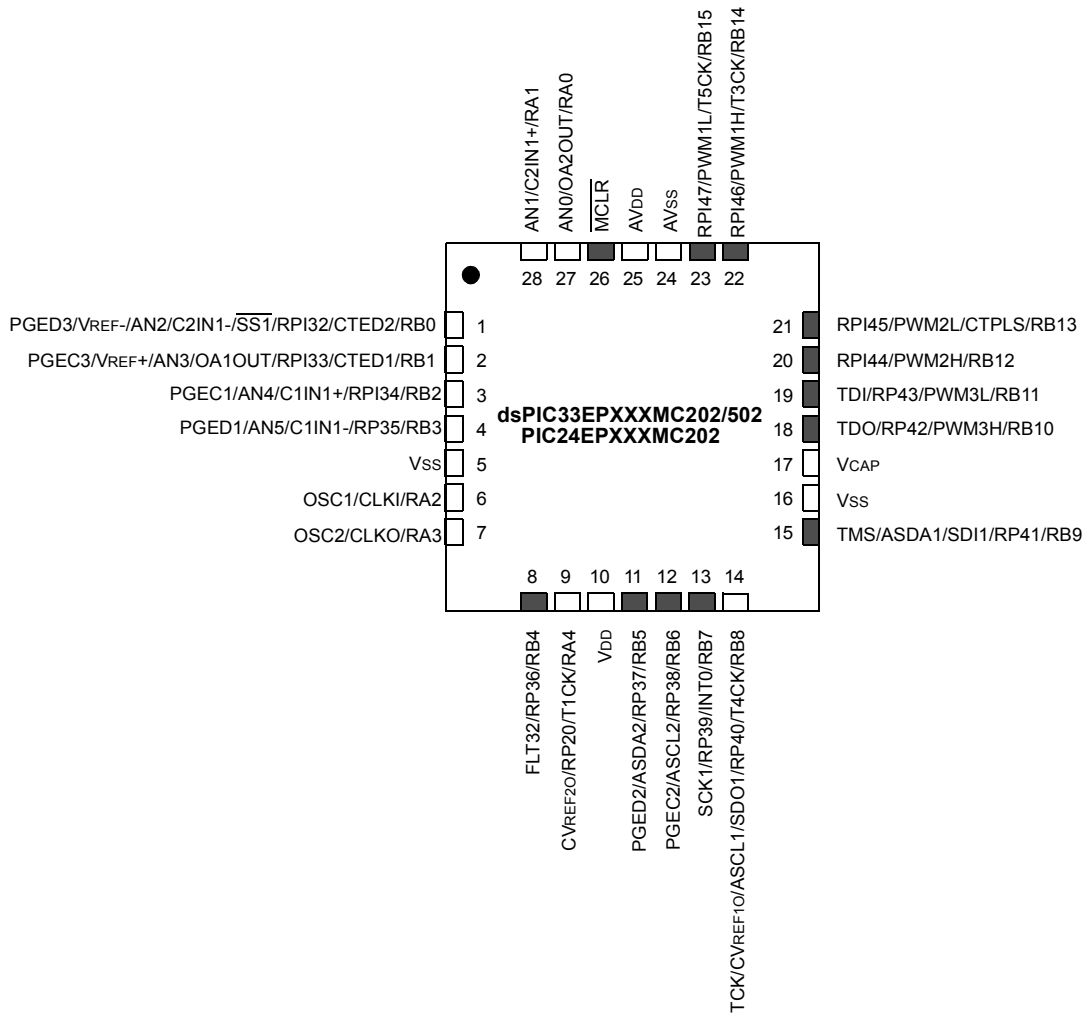 AN1/C2IN1+/RA1
AN0/OA2OUT/RA0
MCLR
AVDD
AVSS
RPI47/PWM1L/T5CK/RB15
RPI46/PWM1H/T3CK/RB14
28 27 26 25 24 23 22
PGED3/VREF-/AN2/C2IN1-/SS1/RPI32/CTED2/RB0 1
PGEC3/VREF+/AN3/OA1OUT/RPI33/CTED1/RB1 2
PGEC1/AN4/C1IN1+/RPI34/RB2 3
PGED1/AN5/C1IN1-/RP35/RB3 4
VSS 5
OSC1/CLKI/RA2 6
OSC2/CLKO/RA3 7
dsPIC33EPXXXMC202/502
PIC24EPXXXMC202
21 RPI45/PWM2L/CTPLS/RB13
20 RPI44/PWM2H/RB12
19 TDI/RP43/PWM3L/RB11
18 TDO/RP42/PWM3H/RB10
17 VCAP
16 VSS
15 TMS/ASDA1/SDI1/RP41/RB9
8 9 10 11 12 13 14
FLT32/RP36/RB4
CVREF2O/RP20/T1CK/RA4
VDD
PGED2/ASDA2/RP37/RB5
PGEC2/ASCL2/RP38/RB6
SCK1/RP39/INT0/RB7
TCK/CVREF1O/ASCL1/SDO1/RP40/T4CK/RB8